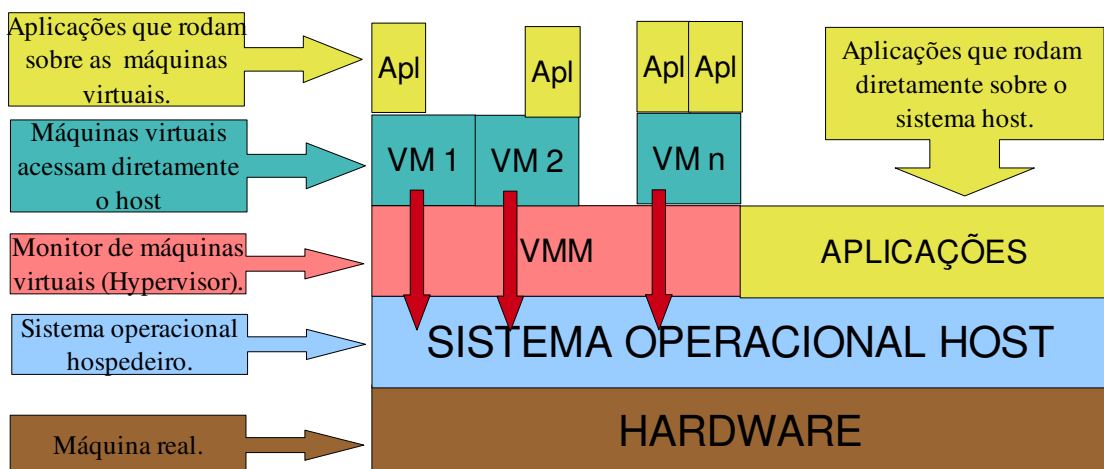 Aplicações que rodam
sobre as máquinas
virtuais.
Apl
Apl
Apl
Apl
Aplicações que rodam
diretamente sobre o
sistema host.
Máquinas virtuais
acessam diretamente
o host
VM 1
VM 2
VM n
Monitor de máquinas
virtuais (Hypervisor).
VMM
APLICAÇÕES
Sistema operacional
hospedeiro.
SISTEMA OPERACIONAL HOST
Máquina real.
HARDWARE